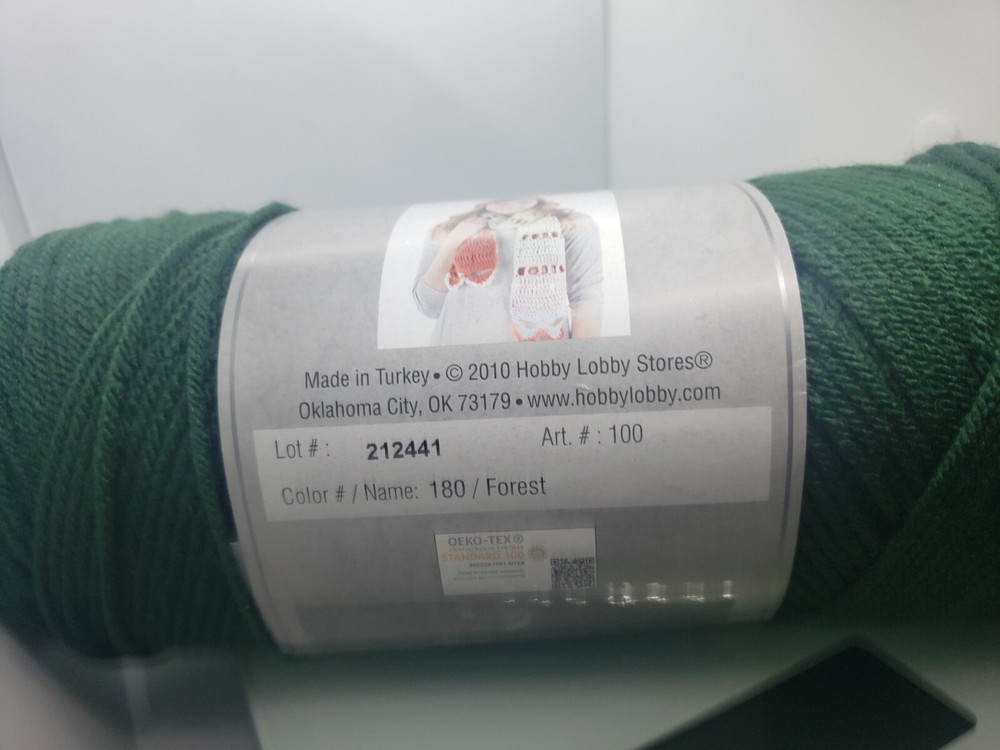 Made in Turkey • © 2010 Hobby Lobby Stores®
Oklahoma City, OK 73179 • www.hobbylobby.com
Lot # : 212441 Art. # : 100
Color # / Name: 180 / Forest
OEKO-TEX®
STANDARD 100